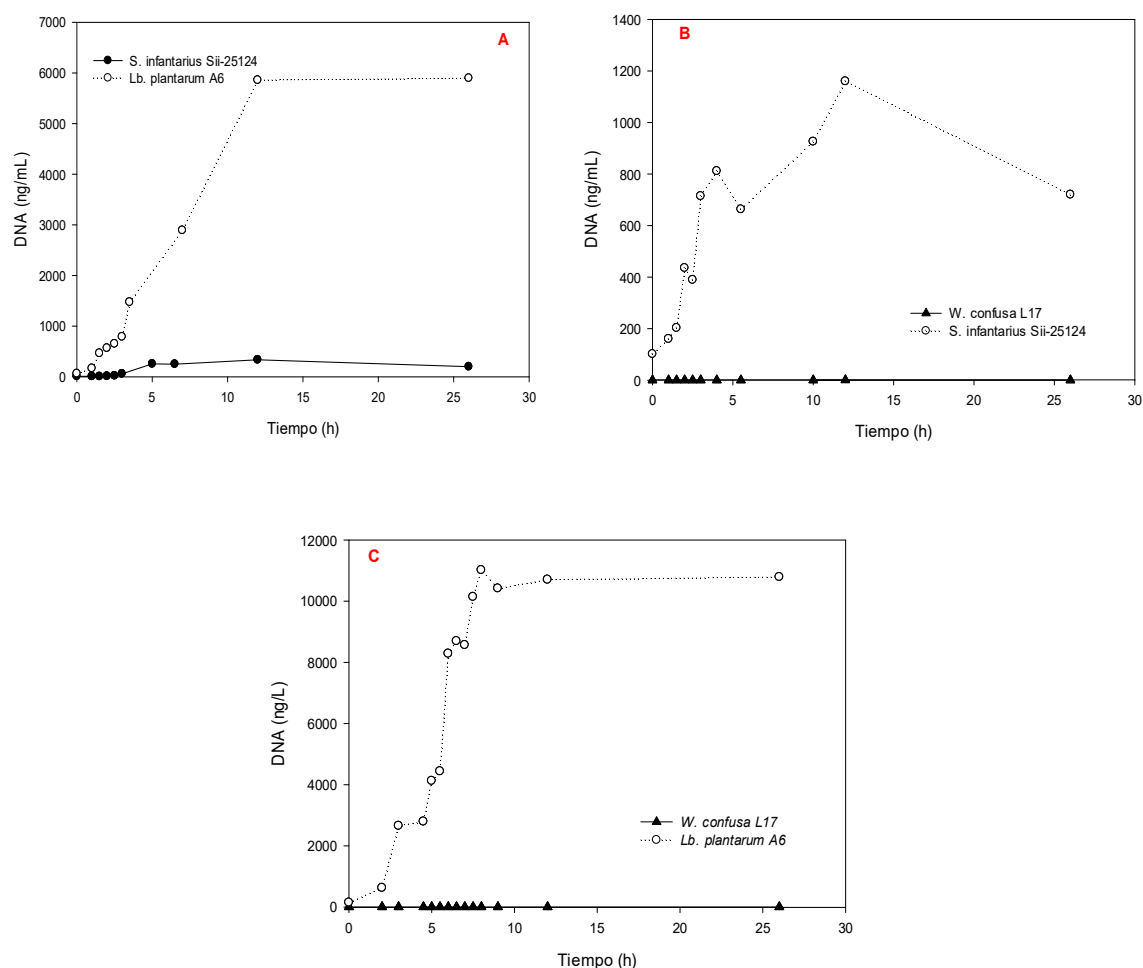 A
S. infantarius Sii-25124
Lb. plantarum A6
DNA (ng/mL)
7000
6000
5000
4000
3000
2000
1000
0
0 5 10 15 20 25 30
Tiempo (h)
B
DNA (ng/mL)
1400
1200
1000
800
600
400
200
0
W. confusa L17
S. infantarius Sii-25124
0 5 10 15 20 25 30
Tiempo (h)
C
DNA (ng/L)
12000
10000
8000
6000
4000
2000
0
W. confusa L17
Lb. plantarum A6
0 5 10 15 20 25 30
Tiempo (h)